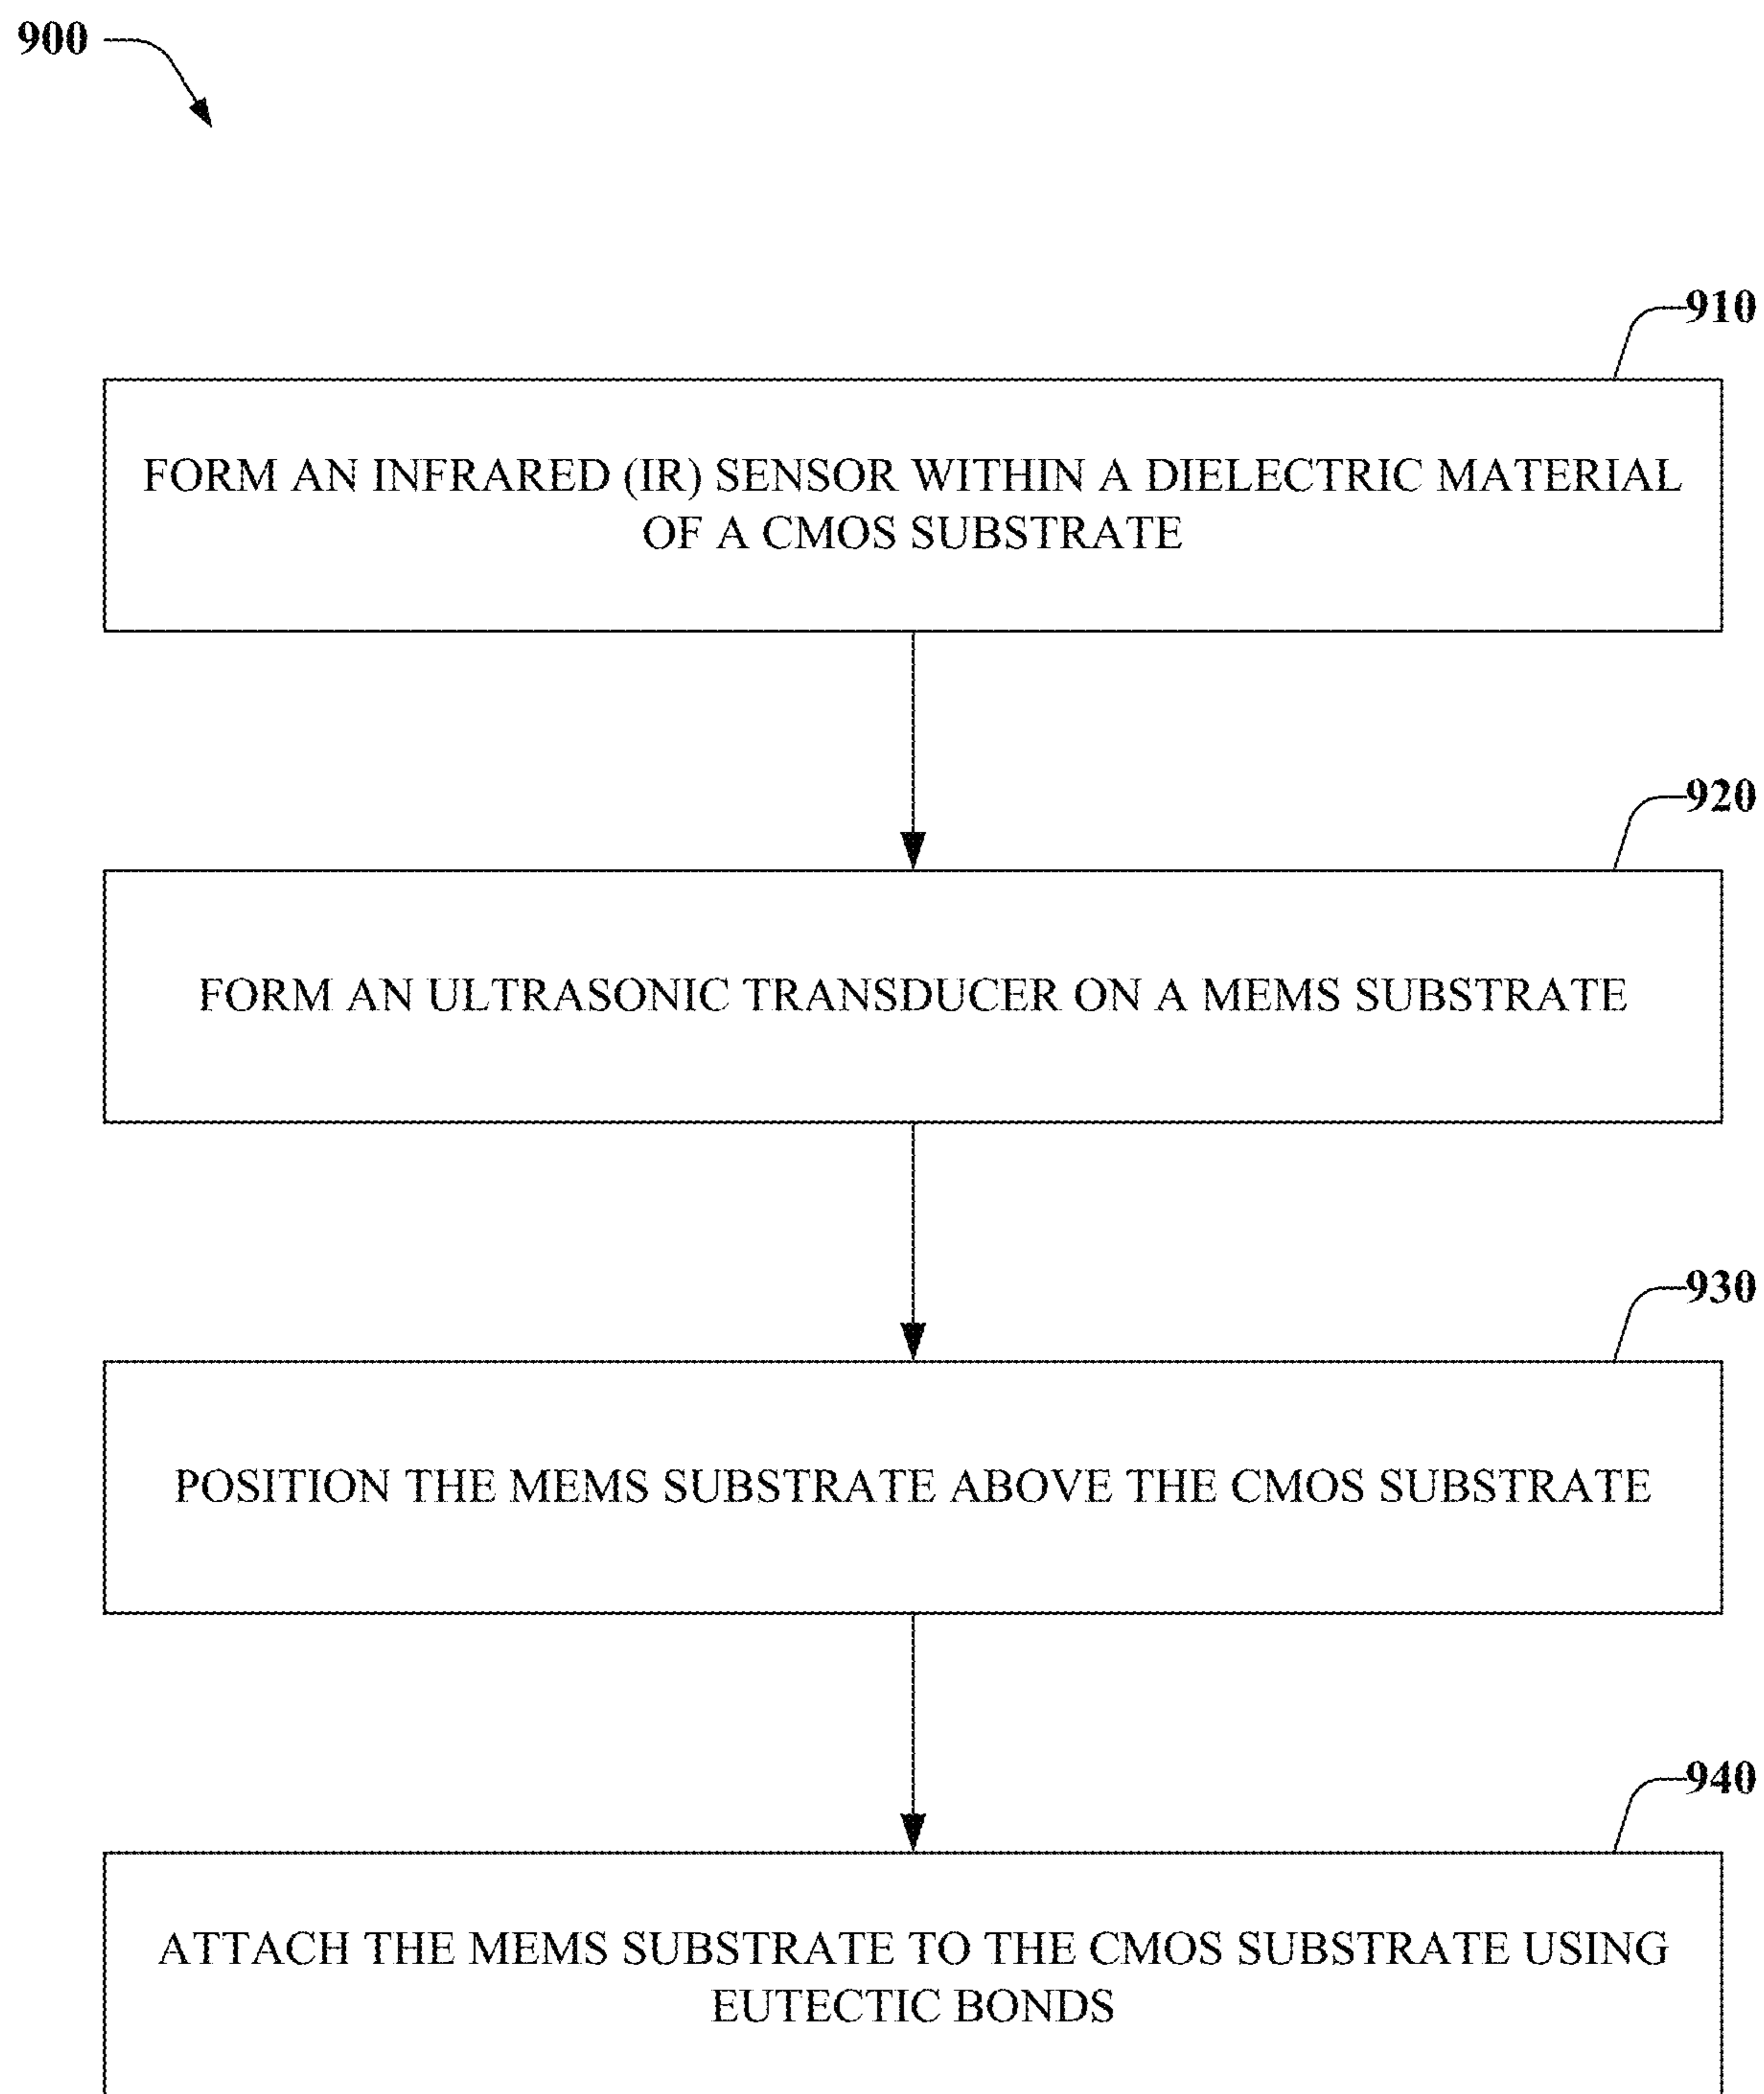 900
910
FORM AN INFRARED (IR) SENSOR WITHIN A DIELECTRIC MATERIAL
OF A CMOS SUBSTRATE
920
FORM AN ULTRASONIC TRANSDUCER ON A MEMS SUBSTRATE
930
POSITION THE MEMS SUBSTRATE ABOVE THE CMOS SUBSTRATE
940
ATTACH THE MEMS SUBSTRATE TO THE CMOS SUBSTRATE USING
EUTECTIC BONDS